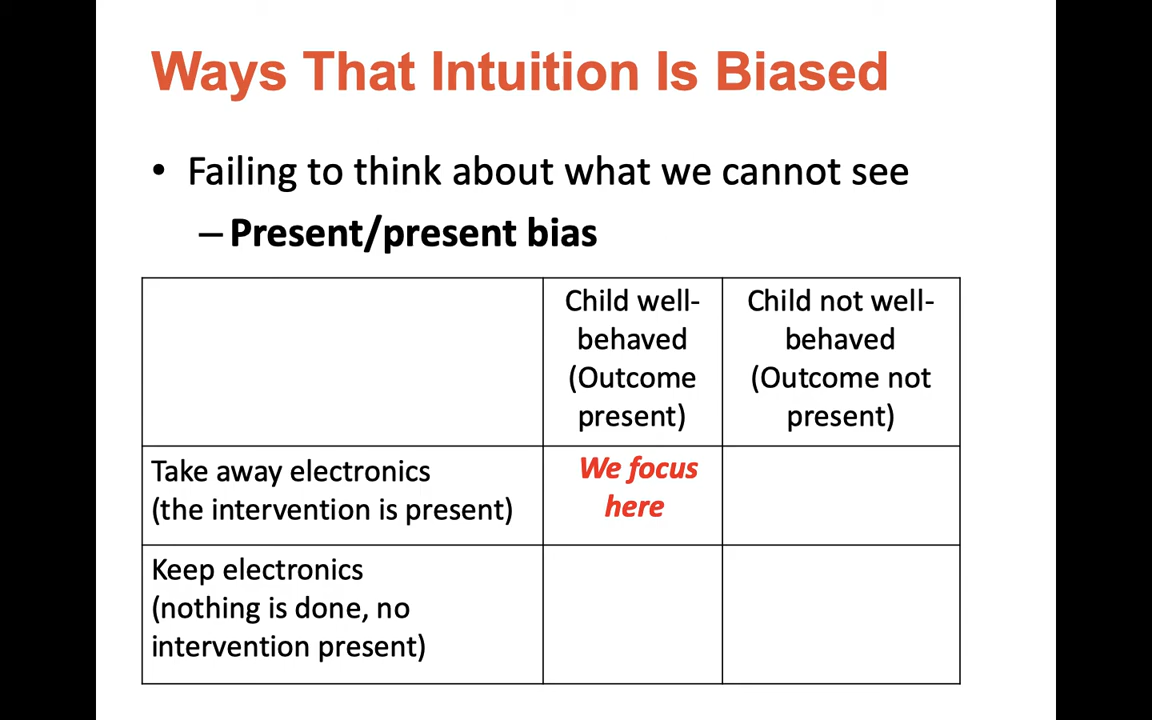 Ways That Intuition Is Biased
• Failing to think about what we cannot see
– Present/present bias
Child well-
behaved
(Outcome
present)
Child not well-
behaved
(Outcome not
present)
Take away electronics
(the intervention is present)
We focus
here
Keep electronics
(nothing is done, no
intervention present)